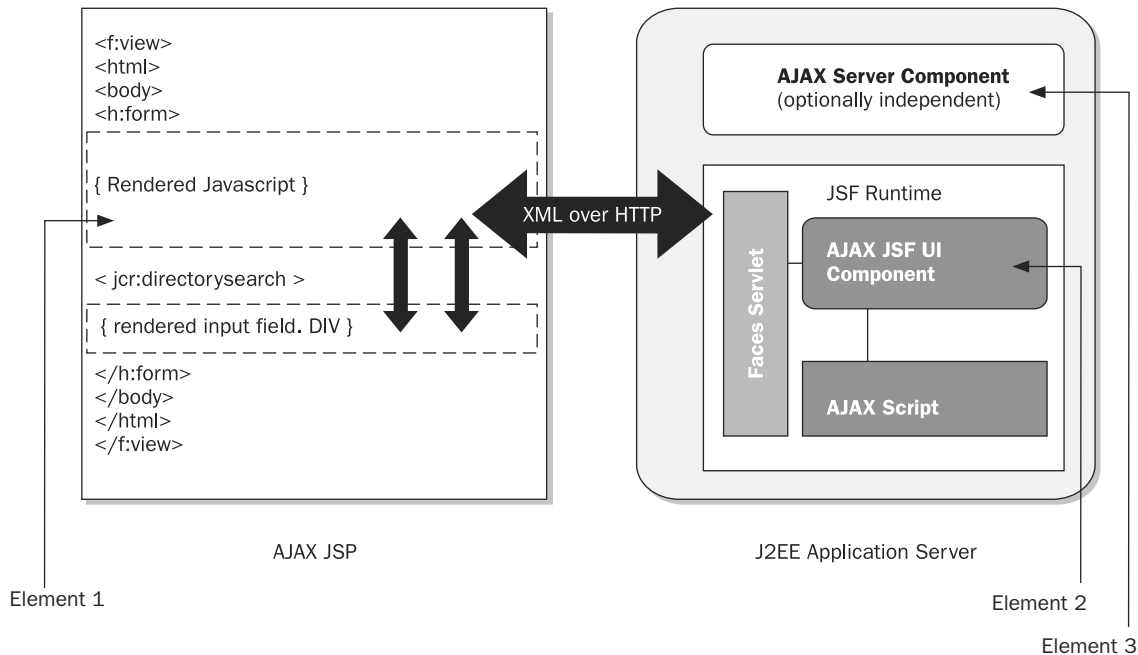 <f:view>
<html>
<body>
<h:form>
{ Rendered Javascript }
< jcr:directorysearch >
{ rendered input field. DIV }
</h:form>
</body>
</html>
</f:view>
AJAX JSP
Element 1
XML over HTTP
AJAX Server Component
(optionally independent)
JSF Runtime
Faces Servlet
AJAX JSF UI
Component
AJAX Script
J2EE Application Server
Element 2
Element 3